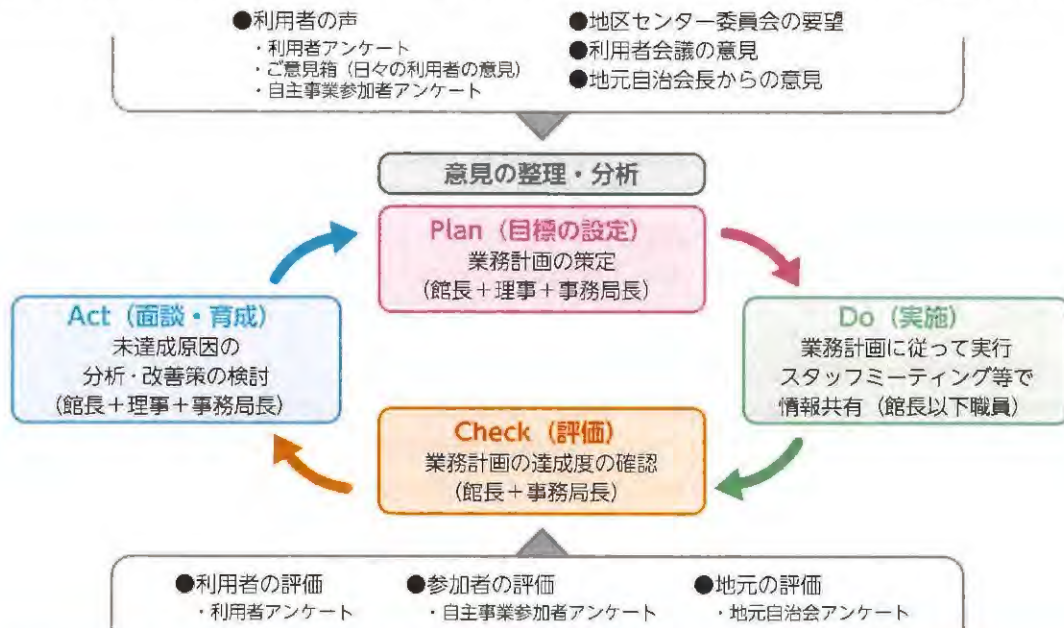 ●利用者の声
・利用者アンケート
・ご意見箱（日々の利用者の意見）
・自主事業参加者アンケート
●地区センター委員会の要望
●利用者会議の意見
●地元自治会長からの意見
意見の整理・分析
Plan（目標の設定）
業務計画の策定
（館長＋理事＋事務局長）
Act（面談・育成）
未達成原因の
分析・改善策の検討
（館長＋理事＋事務局長）
Do（実施）
業務計画に従って実行
スタッフミーティング等で
情報共有（館長以下職員）
Check（評価）
業務計画の達成度の確認
（館長＋事務局長）
●利用者の評価
・利用者アンケート
●参加者の評価
・自主事業参加者アンケート
●地元の評価
・地元自治会アンケート